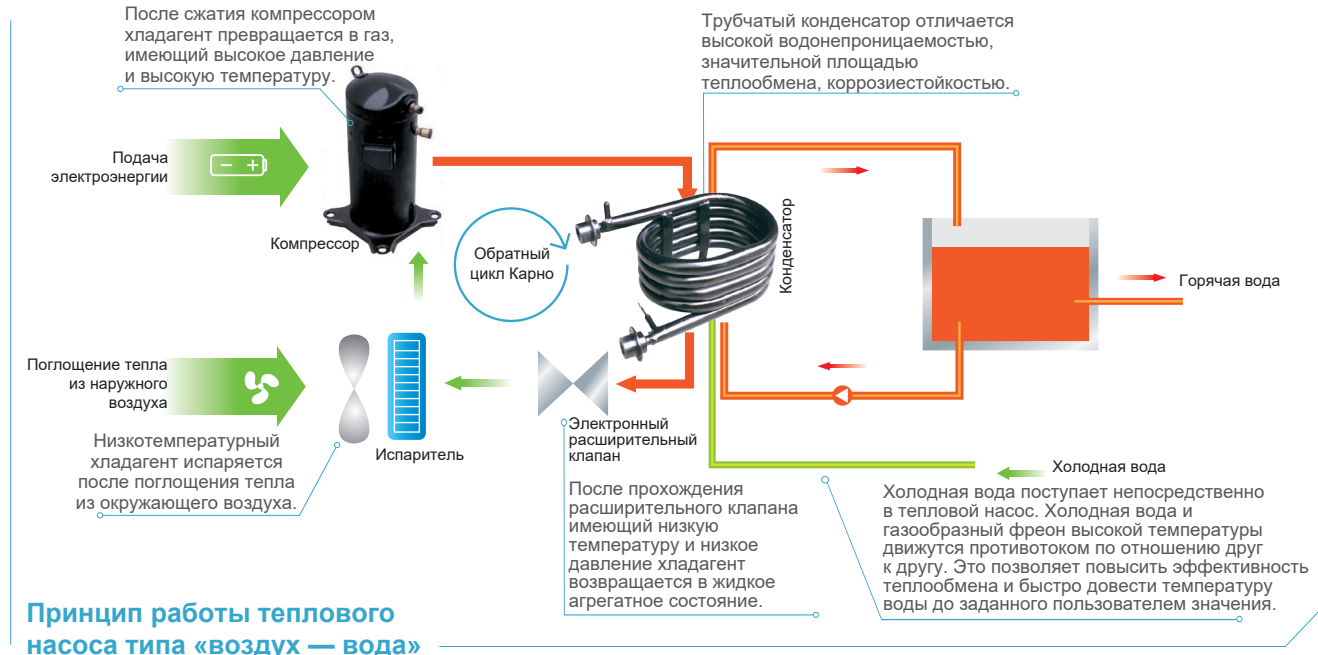 После сжатия компрессором
хладагент превращается в газ,
имеющий высокое давление
и высокую температуру.
Трубчатый конденсатор отличается
высокой водонепроницаемостью,
значительной площадью
теплообмена, коррозиестойкостью.
Подача
электроэнергии
Компрессор
Обратный
цикл Карно
Конденсатор
Горячая вода
Поглощение тепла
из наружного
воздуха
Испаритель
Электронный
расширительный
клапан
Холодная вода
Низкотемпературный
хладагент испаряется
после поглощения тепла
из окружающего воздуха.
После прохождения
расширительного клапана
имеющий низкую
температуру и низкое
давление хладагент
возвращается в жидкое
агрегатное состояние.
Холодная вода поступает непосредственно
в тепловой насос. Холодная вода и
газообразный фреон высокой температуры
движутся противотоком по отношению друг
к другу. Это позволяет повысить эффективность
теплообмена и быстро довести температуру
воды до заданного пользователем значения.
Принцип работы теплового
насоса типа «воздух — вода»